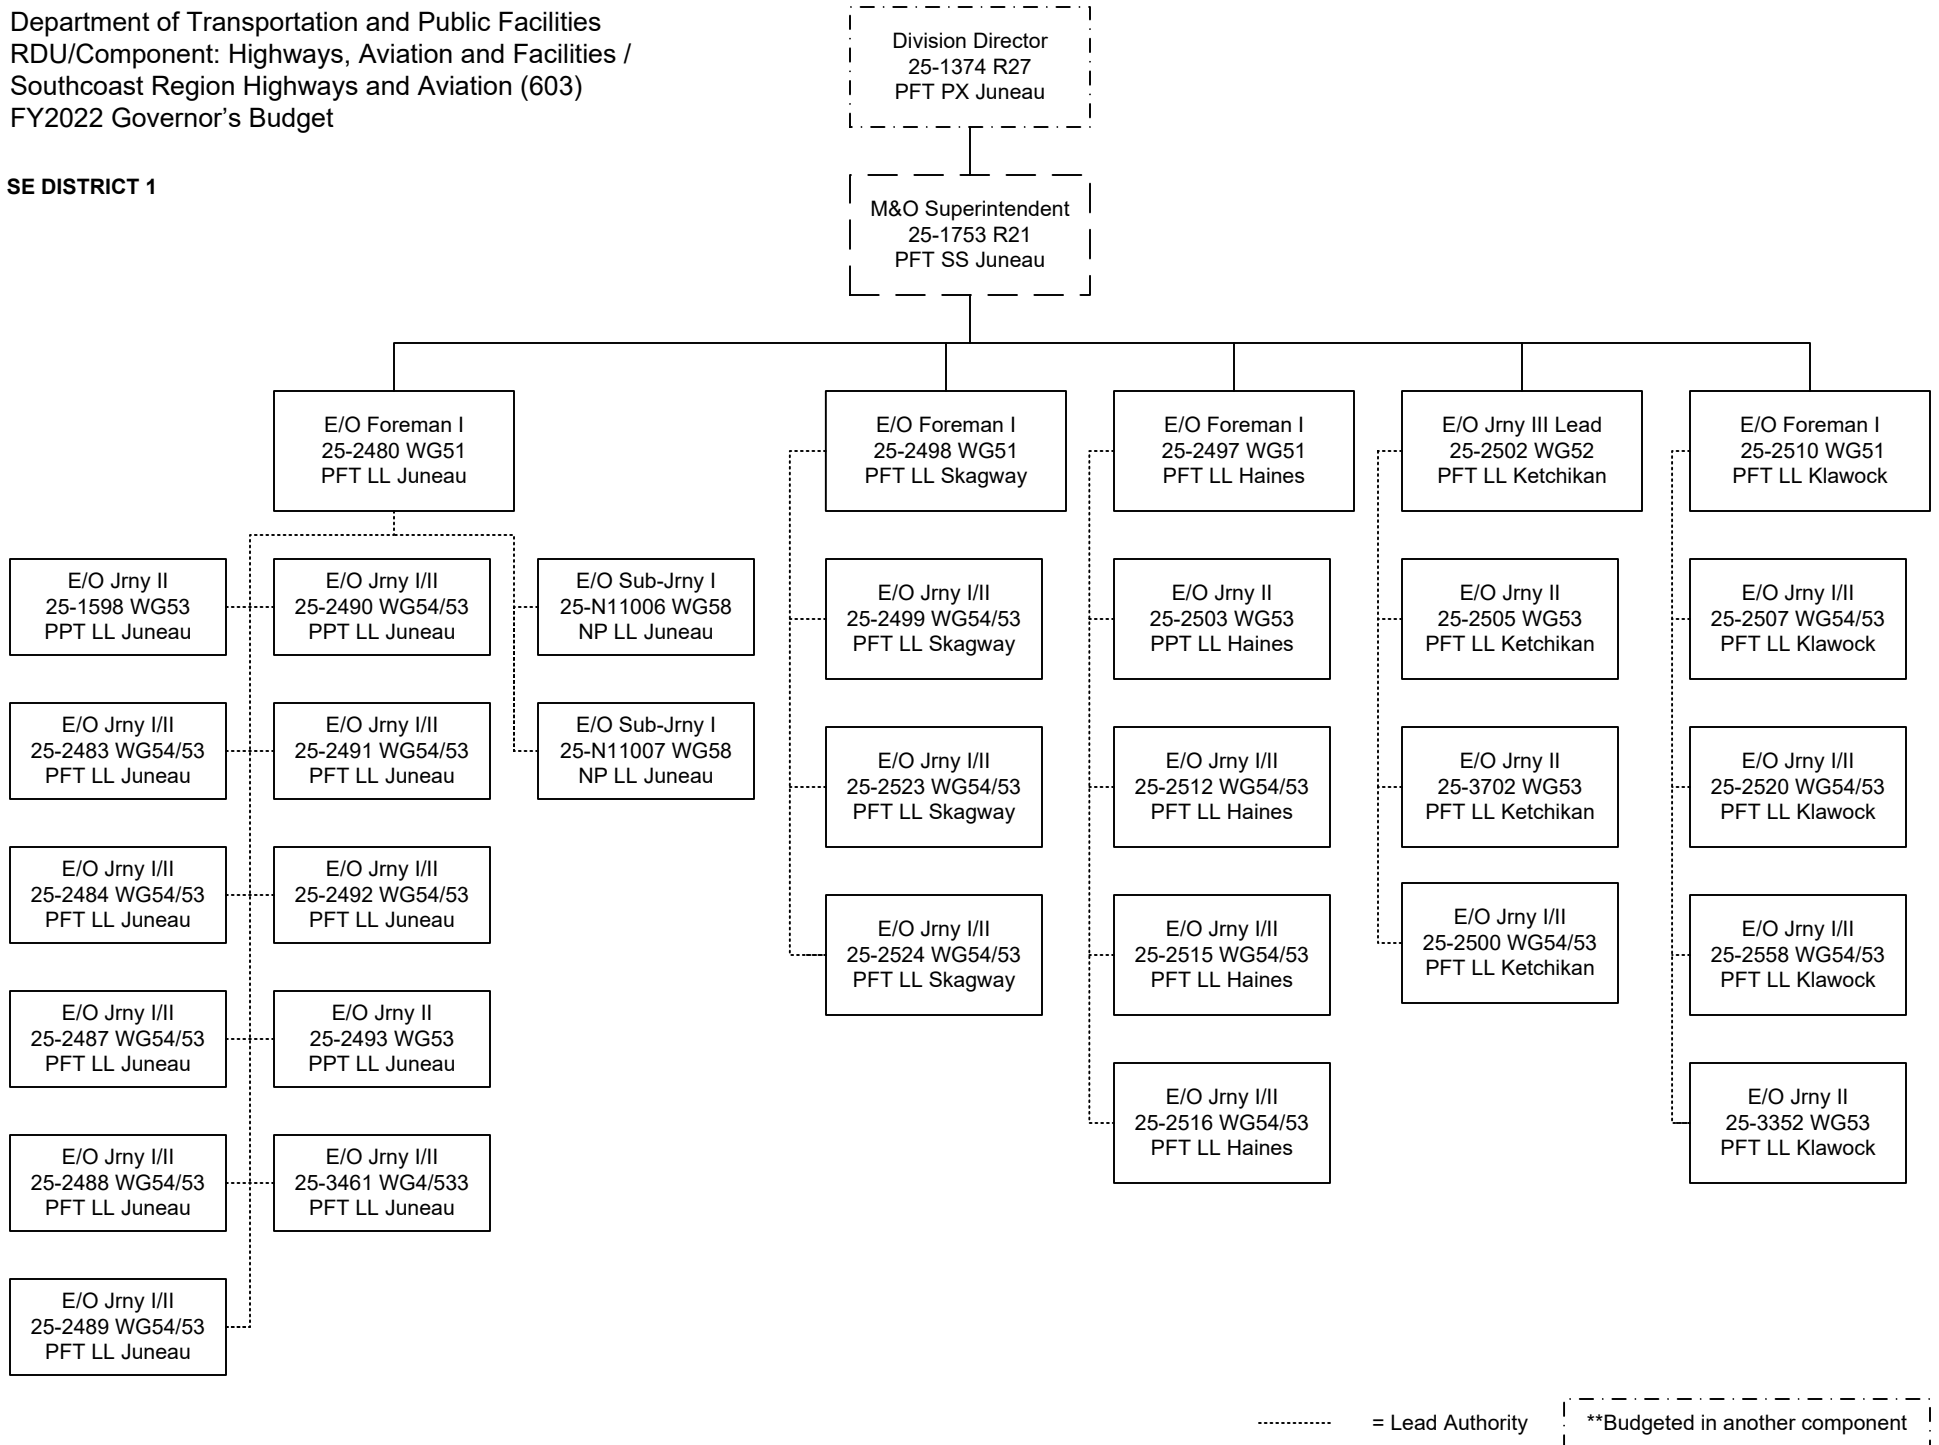 Department of Transportation and Public Facilities
RDU/Component: Highways, Aviation and Facilities /
Southcoast Region Highways and Aviation (603)
FY2022 Governor's Budget
SE DISTRICT 1
Division Director
25-1374 R27
PFT PX Juneau
M&O Superintendent
25-1753 R21
PFT SS Juneau
E/O Foreman I
25-2480 WG51
PFT LL Juneau
E/O Foreman I
25-2498 WG51
PFT LL Skagway
E/O Foreman I
25-2497 WG51
PFT LL Haines
E/O Jrny III Lead
25-2502 WG52
PFT LL Ketchikan
E/O Foreman I
25-2510 WG51
PFT LL Klawock
E/O Jrny II
25-1598 WG53
PPT LL Juneau
E/O Jrny I/II
25-2490 WG54/53
PPT LL Juneau
E/O Sub-Jrny I
25-N11006 WG58
NP LL Juneau
E/O Jrny I/II
25-2483 WG54/53
PFT LL Juneau
E/O Jrny I/II
25-2491 WG54/53
PFT LL Juneau
E/O Sub-Jrny I
25-N11007 WG58
NP LL Juneau
E/O Jrny I/II
25-2484 WG54/53
PFT LL Juneau
E/O Jrny I/II
25-2492 WG54/53
PFT LL Juneau
E/O Jrny I/II
25-2487 WG54/53
PFT LL Juneau
E/O Jrny II
25-2493 WG53
PPT LL Juneau
E/O Jrny I/II
25-2488 WG54/53
PFT LL Juneau
E/O Jrny I/II
25-3461 WG4/533
PFT LL Juneau
E/O Jrny I/II
25-2489 WG54/53
PFT LL Juneau
E/O Jrny I/II
25-2499 WG54/53
PFT LL Skagway
E/O Jrny I/II
25-2523 WG54/53
PFT LL Skagway
E/O Jrny I/II
25-2524 WG54/53
PFT LL Skagway
E/O Jrny II
25-2503 WG53
PPT LL Haines
E/O Jrny I/II
25-2512 WG54/53
PFT LL Haines
E/O Jrny I/II
25-2515 WG54/53
PFT LL Haines
E/O Jrny I/II
25-2516 WG54/53
PFT LL Haines
E/O Jrny II
25-2505 WG53
PFT LL Ketchikan
E/O Jrny II
25-3702 WG53
PFT LL Ketchikan
E/O Jrny I/II
25-2500 WG54/53
PFT LL Ketchikan
E/O Jrny I/II
25-2507 WG54/53
PFT LL Klawock
E/O Jrny I/II
25-2520 WG54/53
PFT LL Klawock
E/O Jrny I/II
25-2558 WG54/53
PFT LL Klawock
E/O Jrny II
25-3352 WG53
PFT LL Klawock
= Lead Authority
**Budgeted in another component